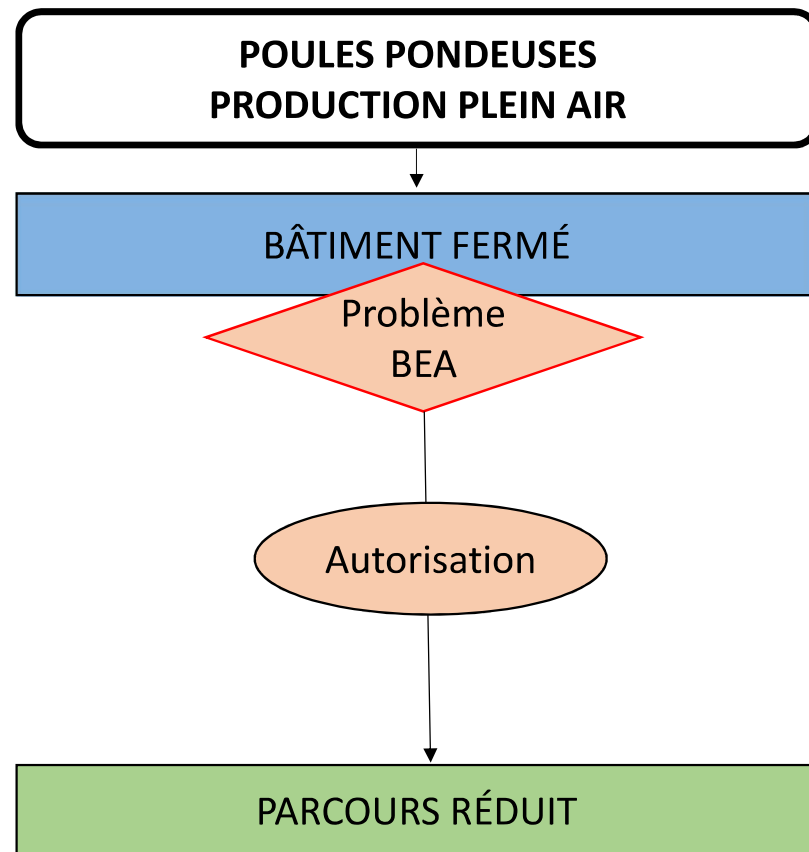 POULES PONDEUSES
PRODUCTION PLEIN AIR
BÂTIMENT FERMÉ
Problème
BEA
Autorisation
PARCOURS RÉDUIT